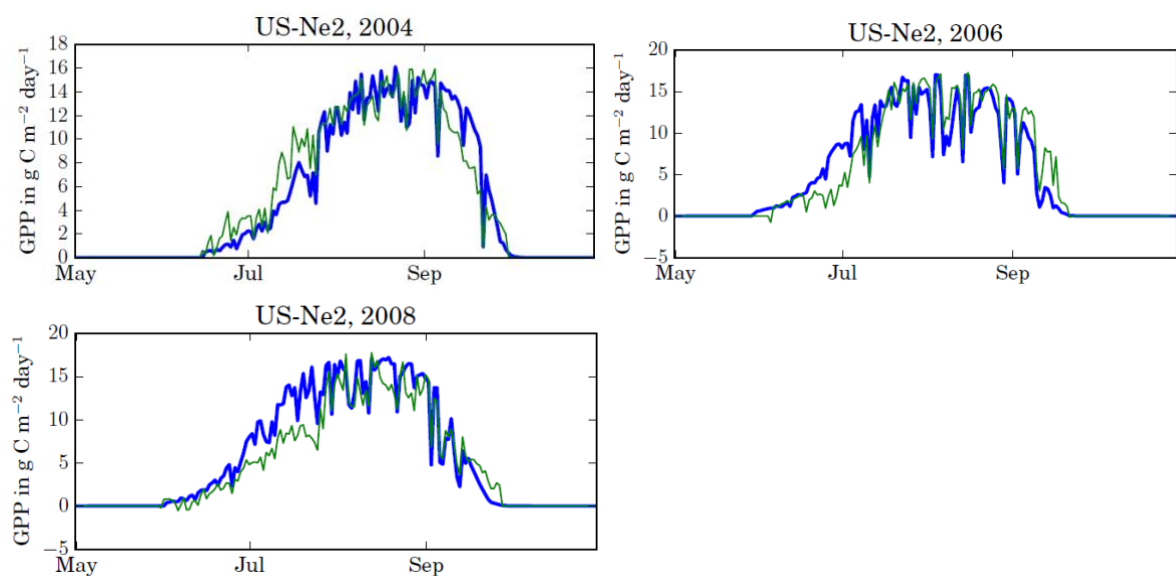 US-Ne2, 2004
GPP in g C m⁻² day⁻¹
18
16
14
12
10
8
6
4
2
0
May
Jul
Sep
US-Ne2, 2006
GPP in g C m⁻² day⁻¹
20
15
10
5
0
−5
May
Jul
Sep
US-Ne2, 2008
GPP in g C m⁻² day⁻¹
20
15
10
5
0
−5
May
Jul
Sep